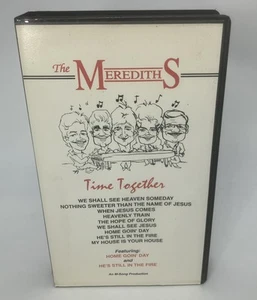 The MEREDITHS
Time Together
WE SHALL SEE HEAVEN SOMEDAY
NOTHING SWEETER THAN THE NAME OF JESUS
WHEN JESUS COMES
HEAVENLY TRAIN
THE HOPE OF GLORY
WE SHALL SEE JESUS
HOME GOIN' DAY
HE'S STILL IN THE FIRE
MY HOUSE IS YOUR HOUSE
Featuring:
HOME GOIN' DAY
and
HE'S STILL IN THE FIRE
Production